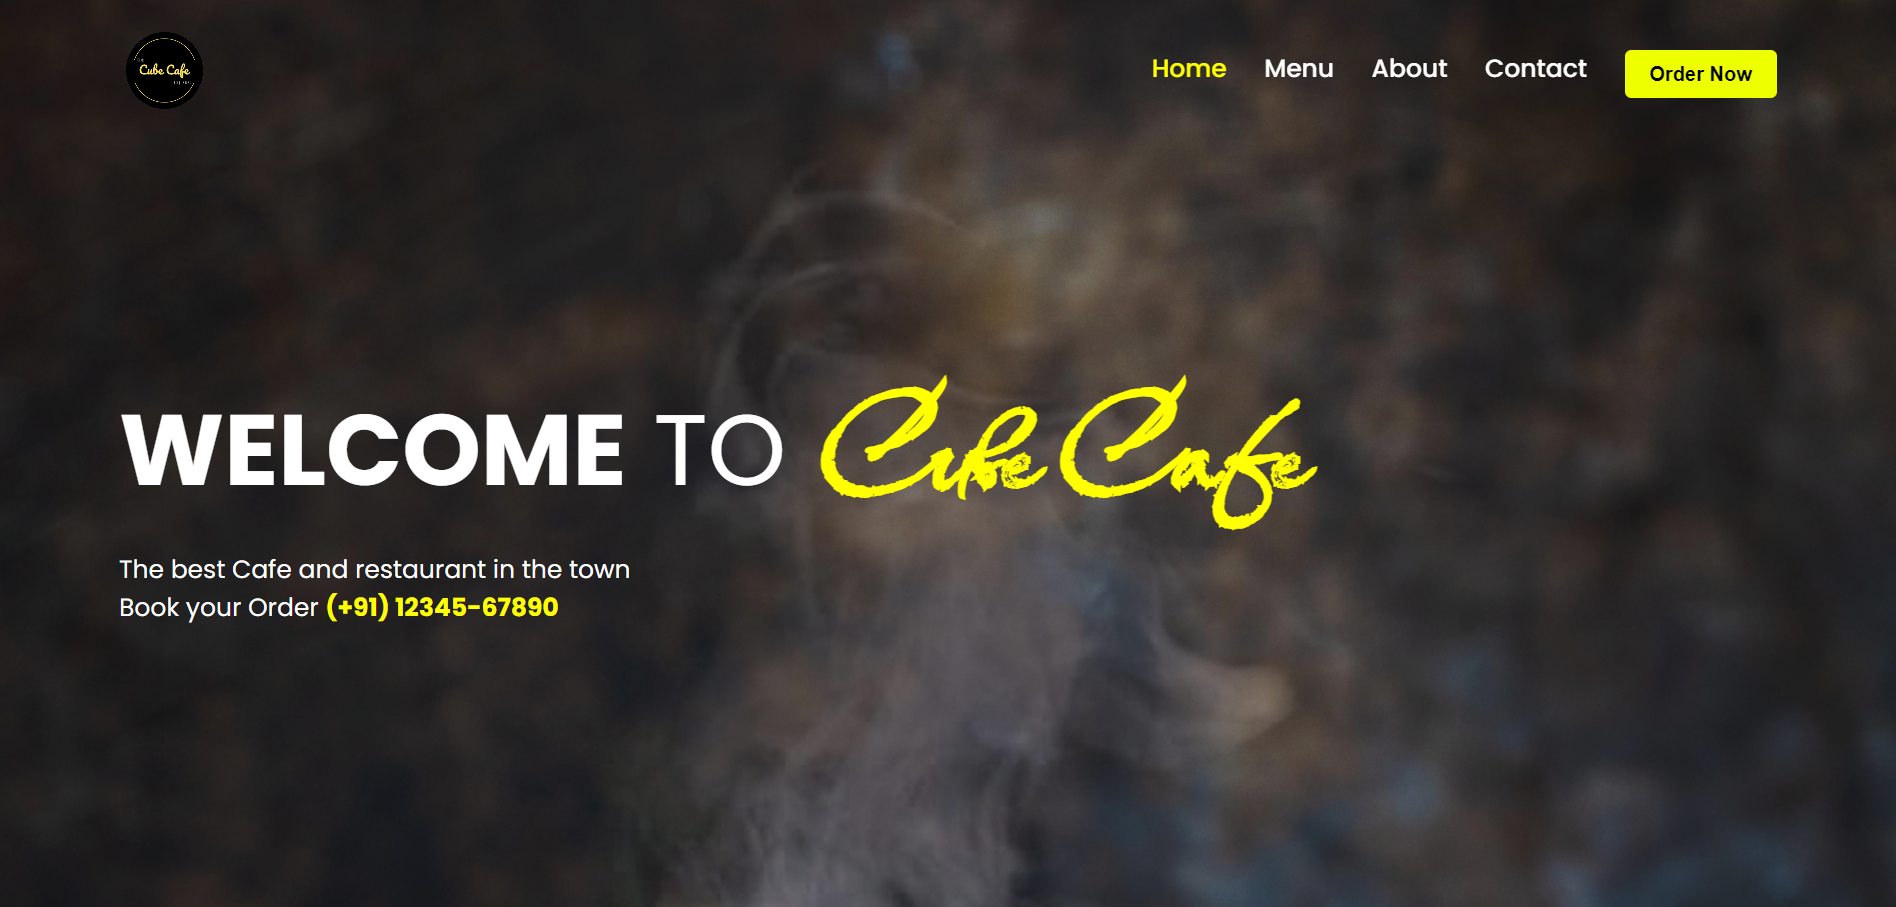 Cube Cafe
Home Menu About Contact Order Now
WELCOME TO Cube Cafe
The best Cafe and restaurant in the town
Book your Order (+91) 12345-67890